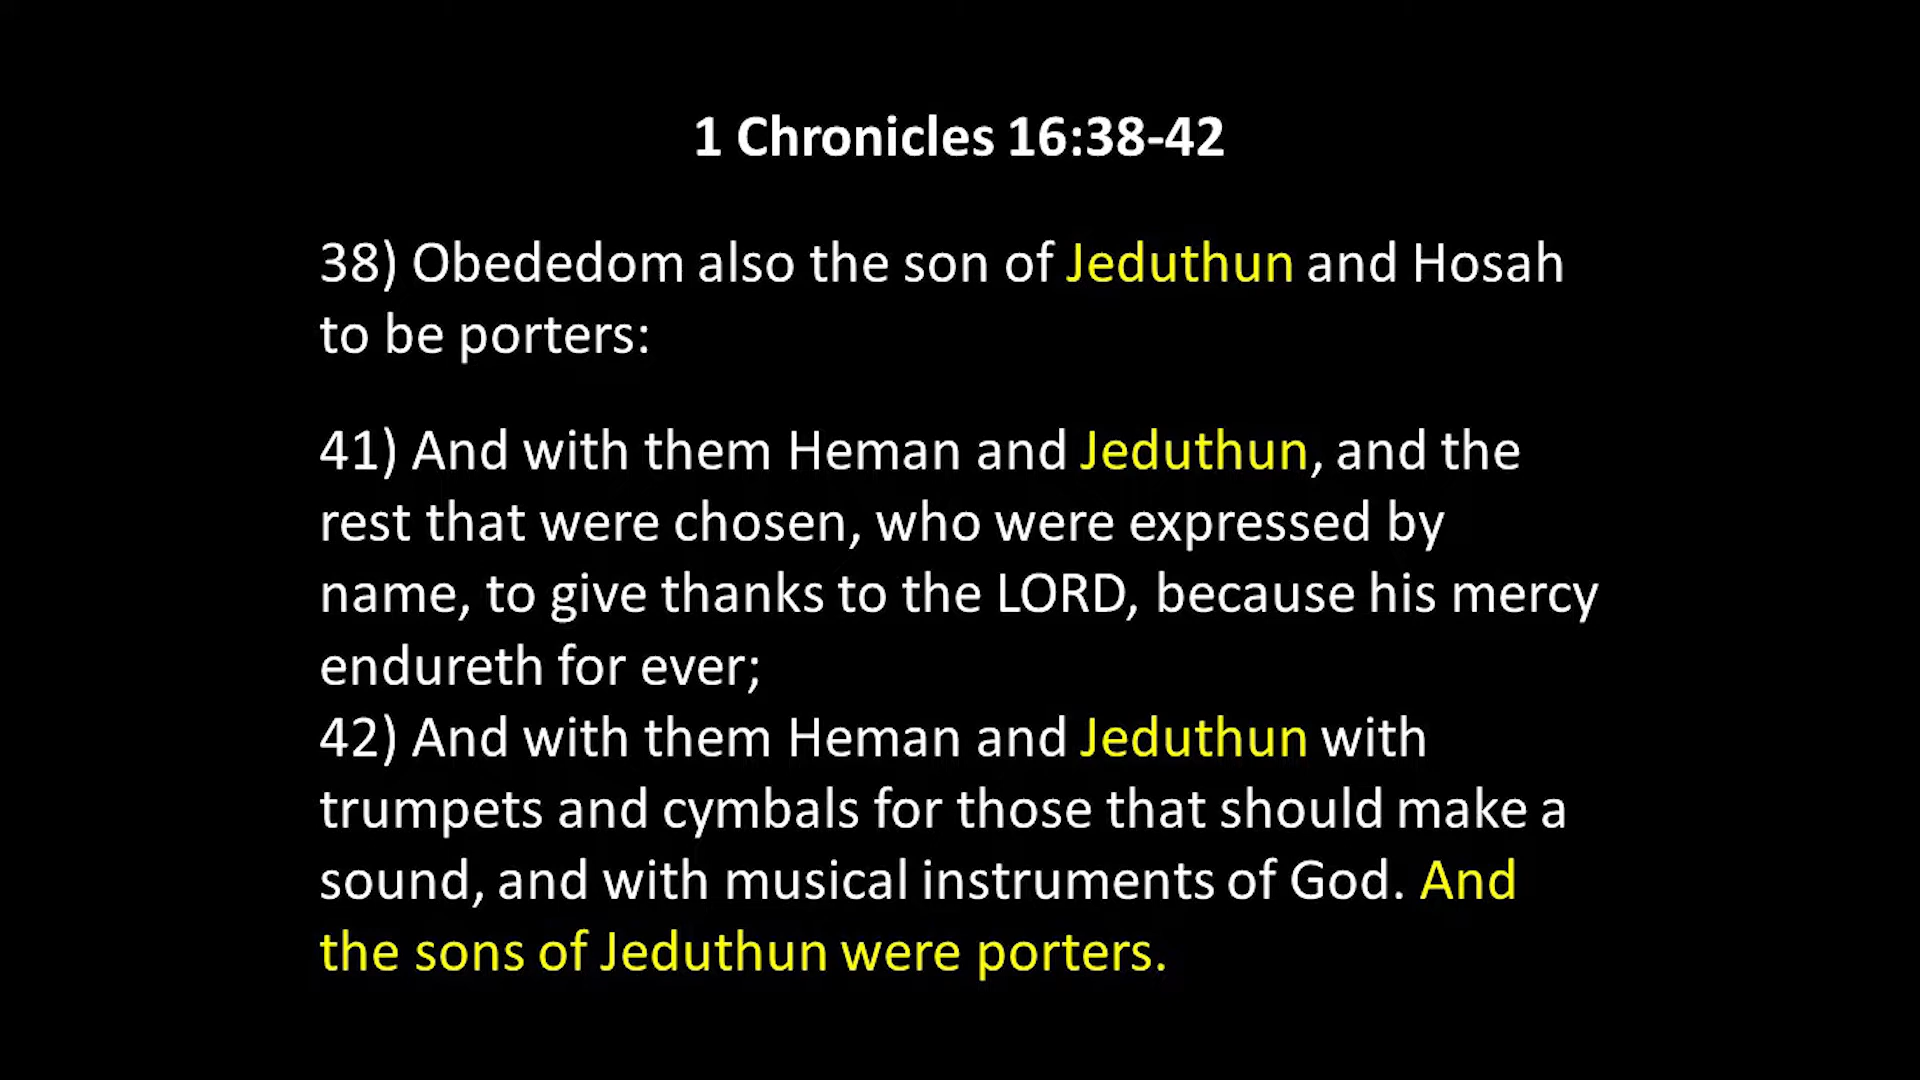 1 Chronicles 16:38-42
38) Obededom also the son of Jeduthun and Hosah
to be porters:
41) And with them Heman and Jeduthun, and the
rest that were chosen, who were expressed by
name, to give thanks to the LORD, because his mercy
endureth for ever;
42) And with them Heman and Jeduthun with
trumpets and cymbals for those that should make a
sound, and with musical instruments of God. And
the sons of Jeduthun were porters.